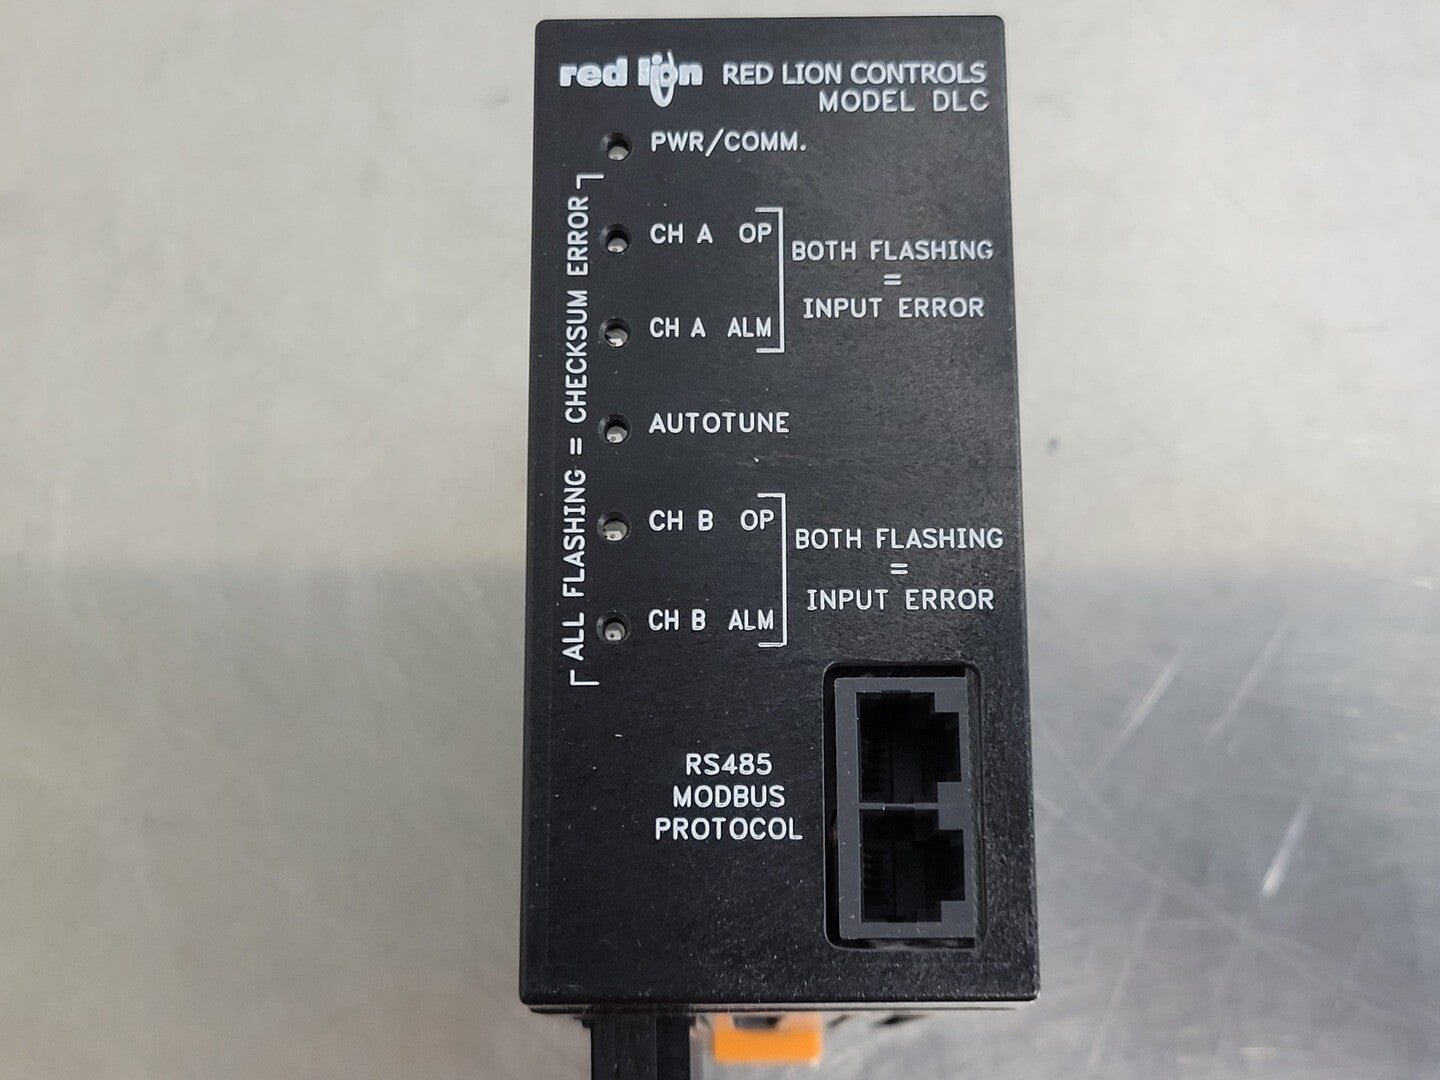 red lion RED LION CONTROLS
MODEL DLC
PWR/COMM.
ALL FLASHING = CHECKSUM ERROR
CH A OP
CH A ALM
BOTH FLASHING
=
INPUT ERROR
AUTOTUNE
CH B OP
CH B ALM
BOTH FLASHING
=
INPUT ERROR
RS485
MODBUS
PROTOCOL